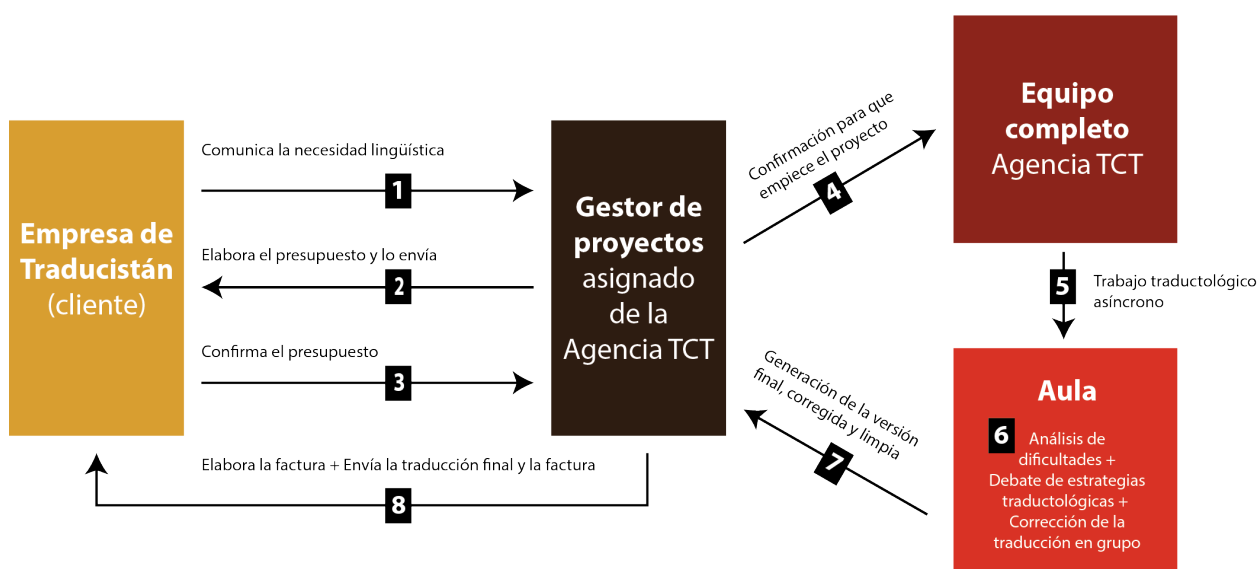 Empresa de
Traducistán
(cliente)
Comunica la necesidad lingüística
1
Elabora el presupuesto y lo envía
2
Confirma el presupuesto
3
Elabora la factura + Envía la traducción final y la factura
8
Gestor de
proyectos
asignado
de la
Agencia TCT
Confirmación para que
empiece el proyecto
4
Equipo
completo
Agencia TCT
5
Trabajo traductológico
asíncrono
Aula
6
Análisis de
dificultades +
Debate de estrategias
traductológicas +
Corrección de la
traducción en grupo
Generación de la versión
final, corregida y limpia
7